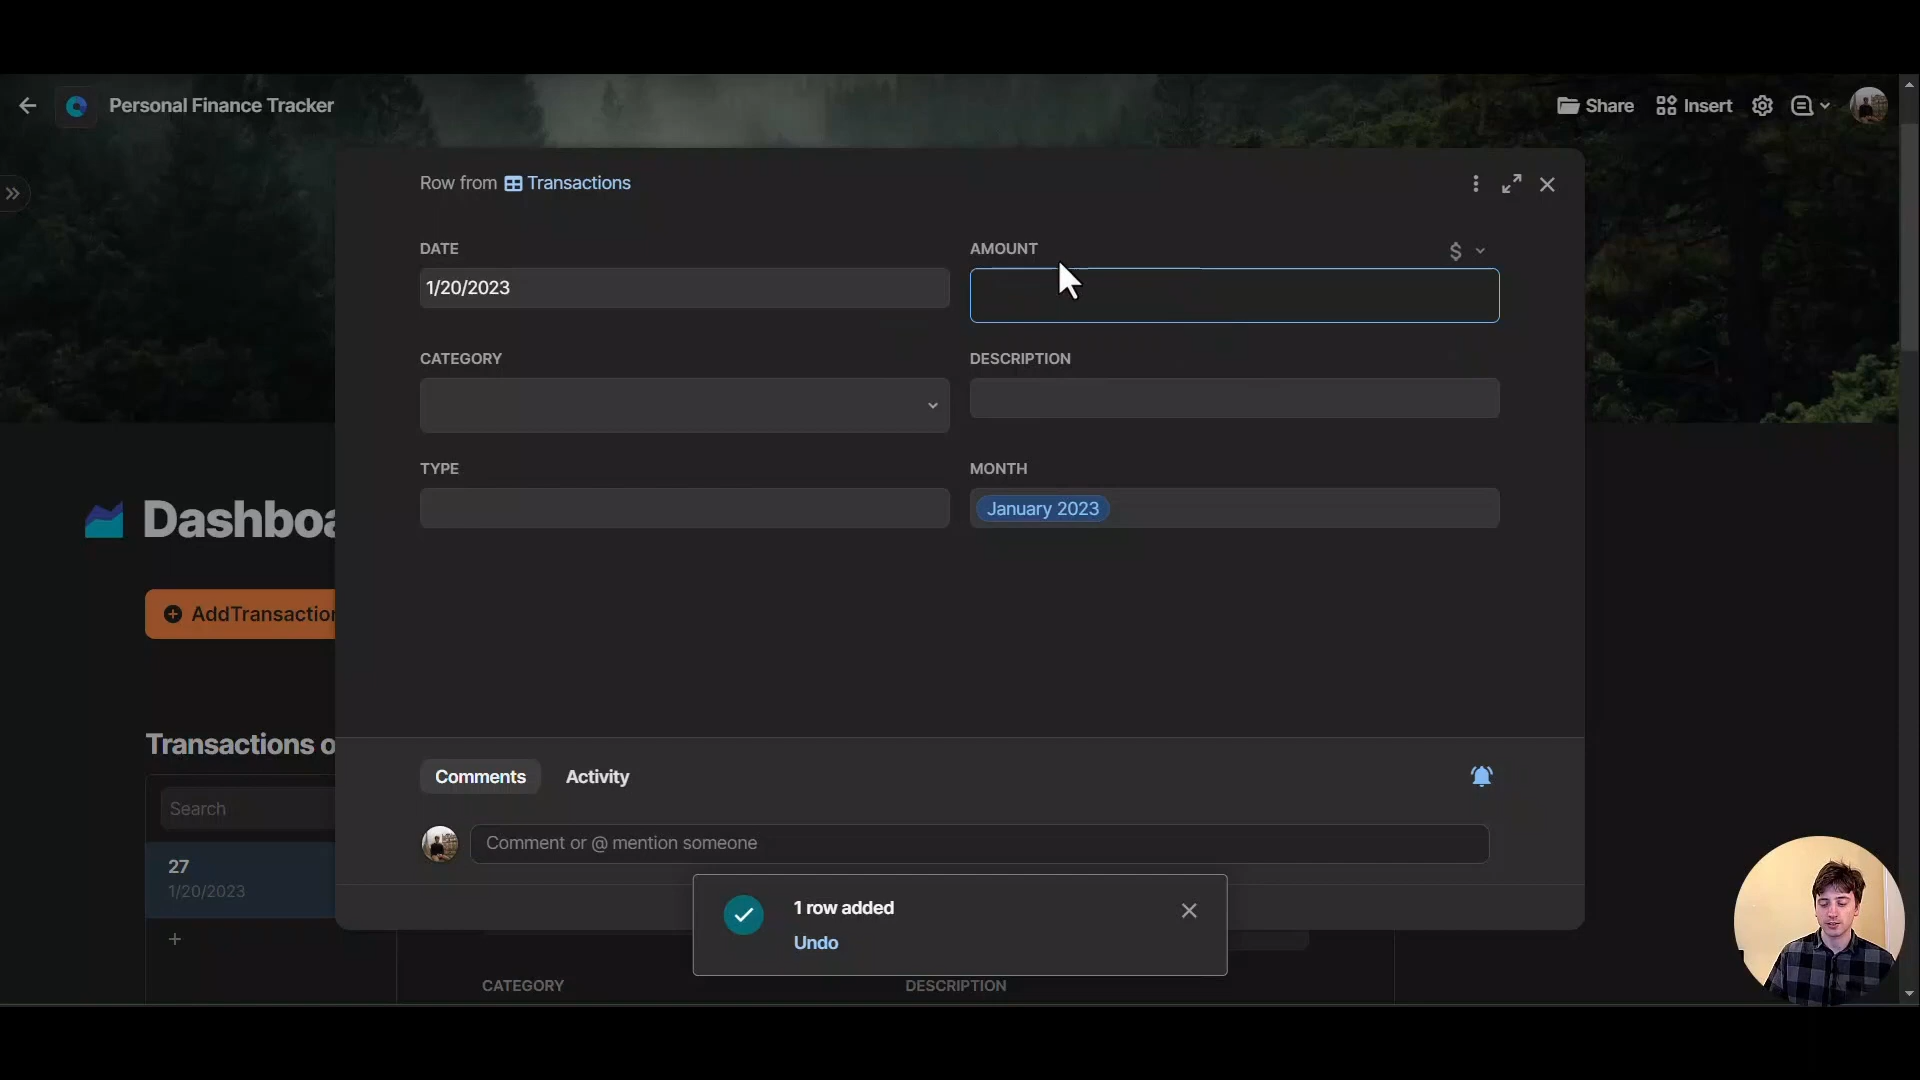 Personal Finance Tracker
Share
Insert
Row from Transactions
DATE
AMOUNT
$
1/20/2023
CATEGORY
DESCRIPTION
TYPE
MONTH
January 2023
Dashboa
AddTransaction
Transactions o
Search
27
1/20/2023
+
Comments
Activity
Comment or @ mention someone
1 row added
Undo
CATEGORY
DESCRIPTION